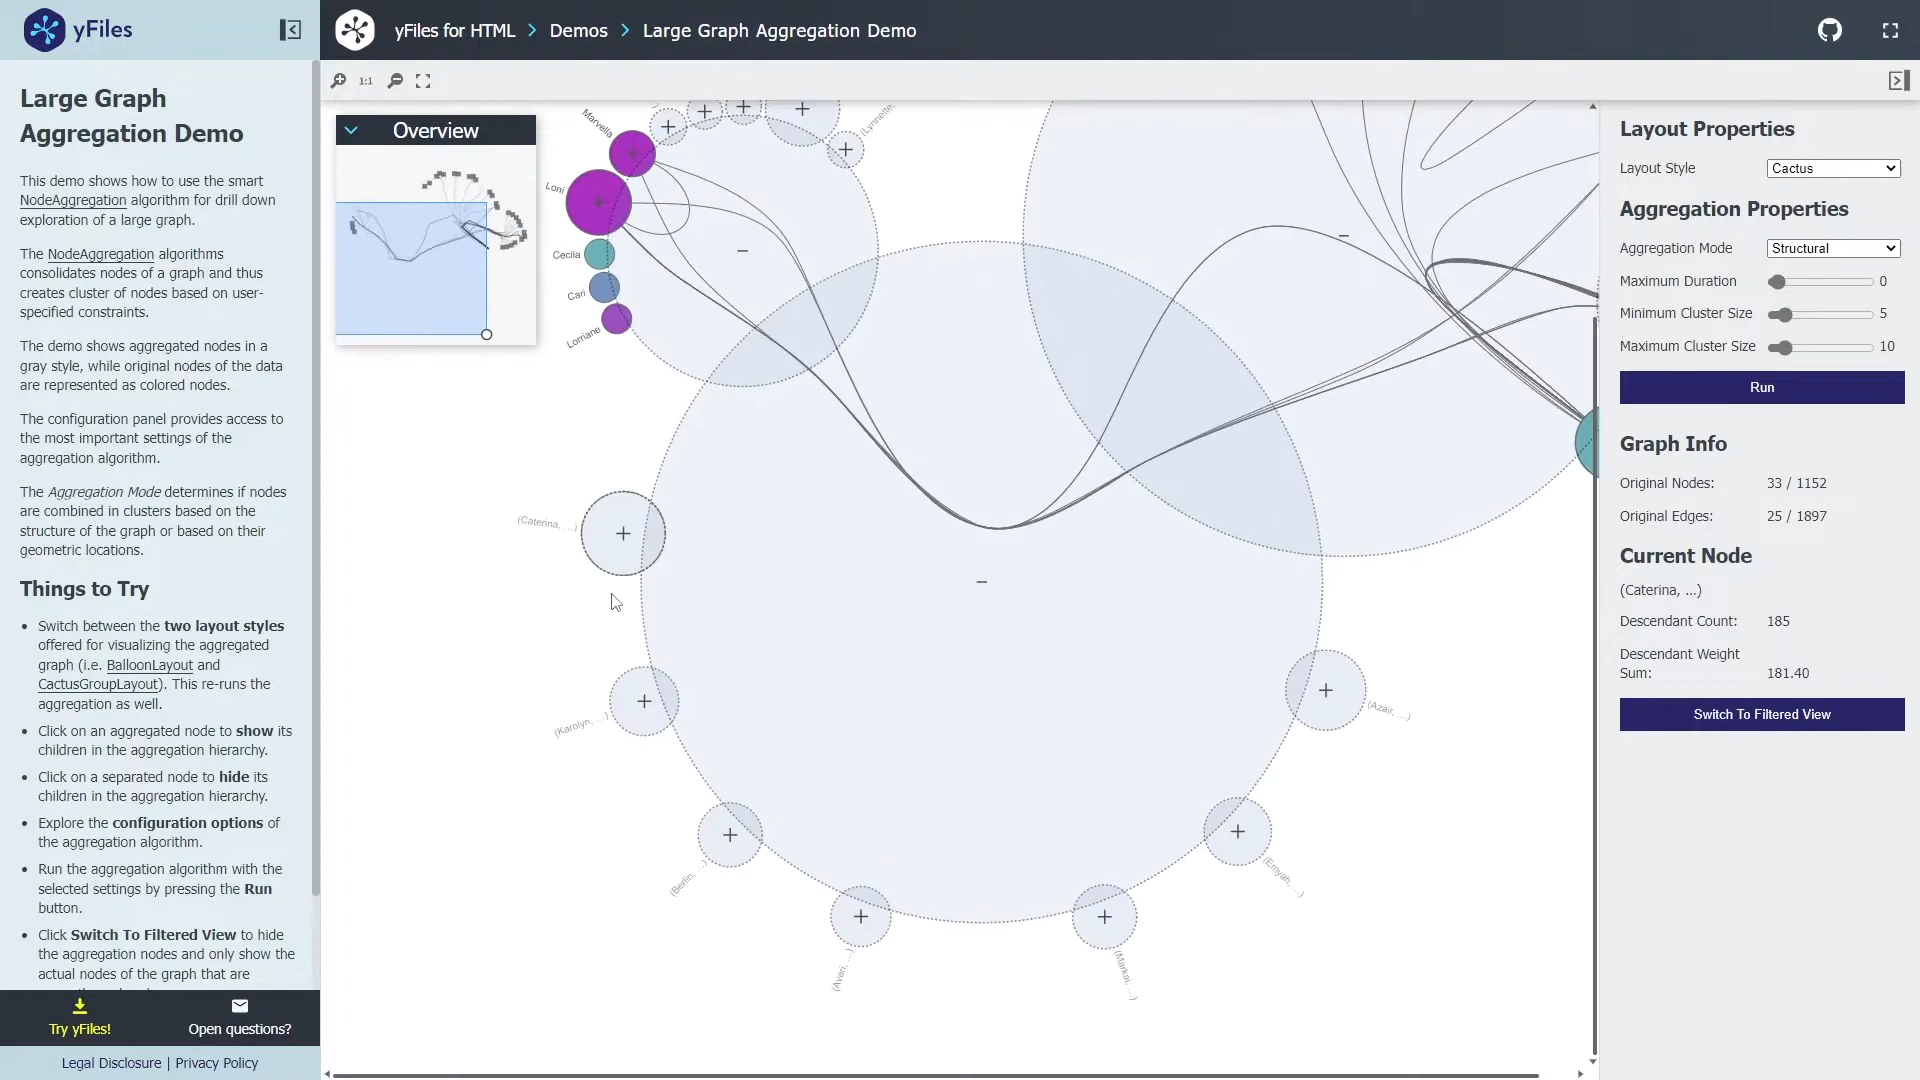 yFiles
Large Graph
Aggregation Demo
This demo shows how to use the smart
NodeAggregation algorithm for drill down
exploration of a large graph.
The NodeAggregation algorithms
consolidates nodes of a graph and thus
creates cluster of nodes based on user-
specified constraints.
The demo shows aggregated nodes in a
gray style, while original nodes of the data
are represented as colored nodes.
The configuration panel provides access to
the most important settings of the
aggregation algorithm.
The Aggregation Mode determines if nodes
are combined in clusters based on the
structure of the graph or based on their
geometric locations.
Things to Try
• Switch between the two layout styles
offered for visualizing the aggregated
graph (i.e. BalloonLayout and
CactusGroupLayout). This re-runs the
aggregation as well.
• Click on an aggregated node to show its
children in the aggregation hierarchy.
• Click on a separated node to hide its
children in the aggregation hierarchy.
• Explore the configuration options of
the aggregation algorithm.
• Run the aggregation algorithm with the
selected settings by pressing the Run
button.
• Click Switch To Filtered View to hide
the aggregation nodes and only show the
actual nodes of the graph that are
Try yFiles!
Open questions?
Legal Disclosure | Privacy Policy
yFiles for HTML > Demos > Large Graph Aggregation Demo
1:1
Overview
Marvella
(Lynnette,
Loni
Cecilia
Cari
Lorriane
(Caterina, ...)
(Karolyn, ...)
(Berlin, ...)
(Averi, ...)
(Markai, ...)
(Emyah, ...)
(Azair, ...)
Layout Properties
Layout Style
Cactus
Aggregation Properties
Aggregation Mode
Structural
Maximum Duration
0
Minimum Cluster Size
5
Maximum Cluster Size
10
Run
Graph Info
Original Nodes:
33 / 1152
Original Edges:
25 / 1897
Current Node
(Caterina, ...)
Descendant Count:
185
Descendant Weight
Sum:
181.40
Switch To Filtered View